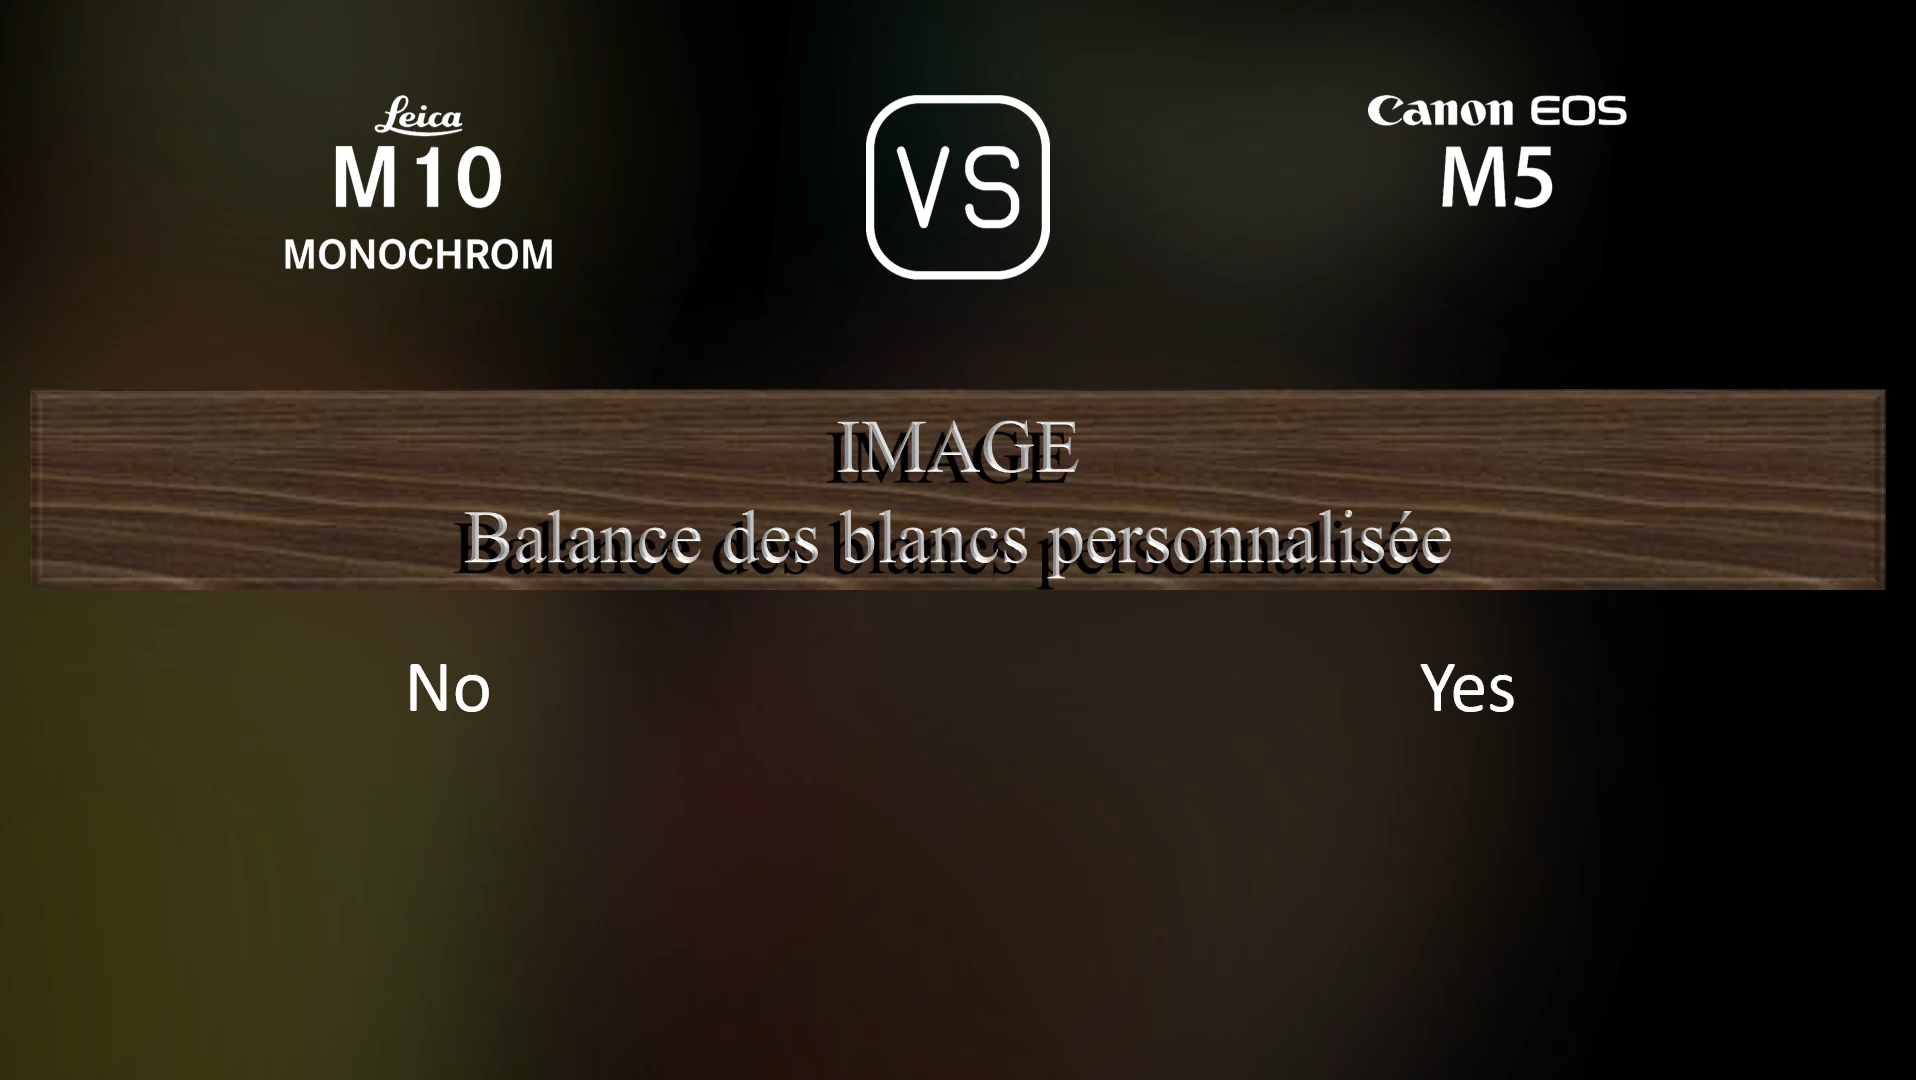 Leica
M10
MONOCHROM
VS
Canon EOS
M5
IMAGE
Balance des blancs personnalisée
No
Yes